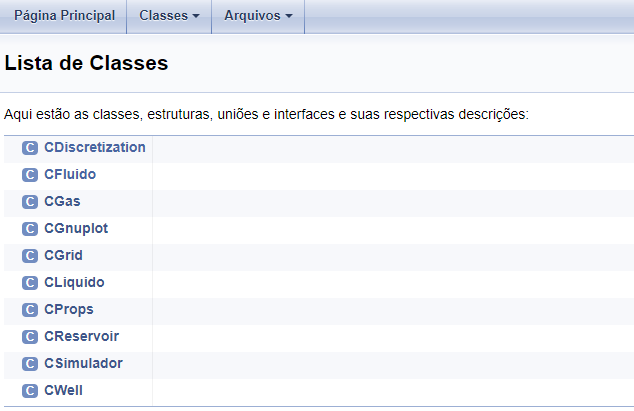 Página Principal Classes Arquivos
Lista de Classes
Aqui estão as classes, estruturas, uniões e interfaces e suas respectivas descrições:
C CDiscretization
C CFluido
C CGas
C CGnuplot
C CGrid
C CLiquido
C CProps
C CReservoir
C CSimulador
C CWell